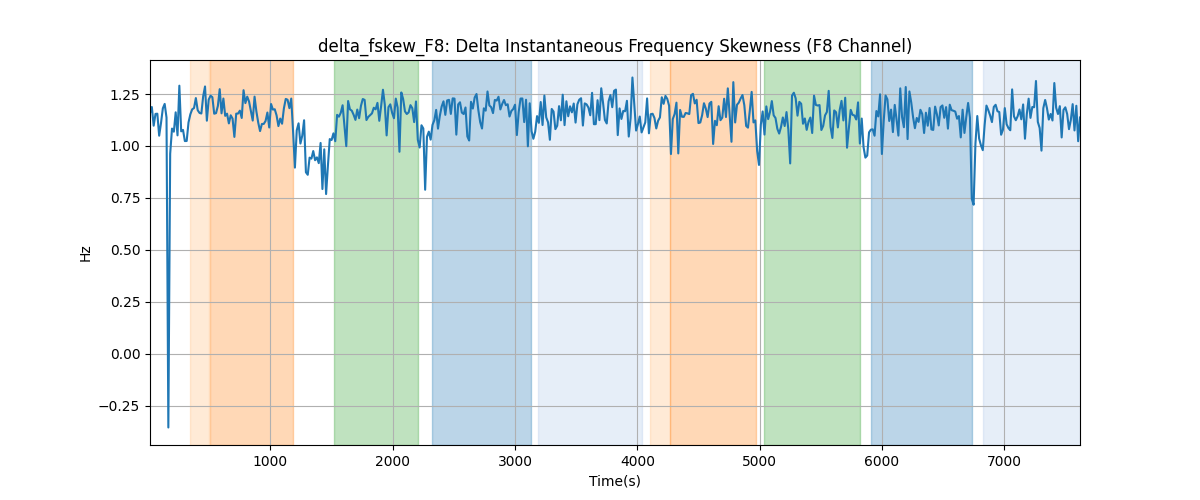 delta_fskew_F8: Delta Instantaneous Frequency Skewness (F8 Channel)
1.25
1.00
0.75
0.50
0.25
0.00
−0.25
Hz
1000 2000 3000 4000 5000 6000 7000
Time(s)